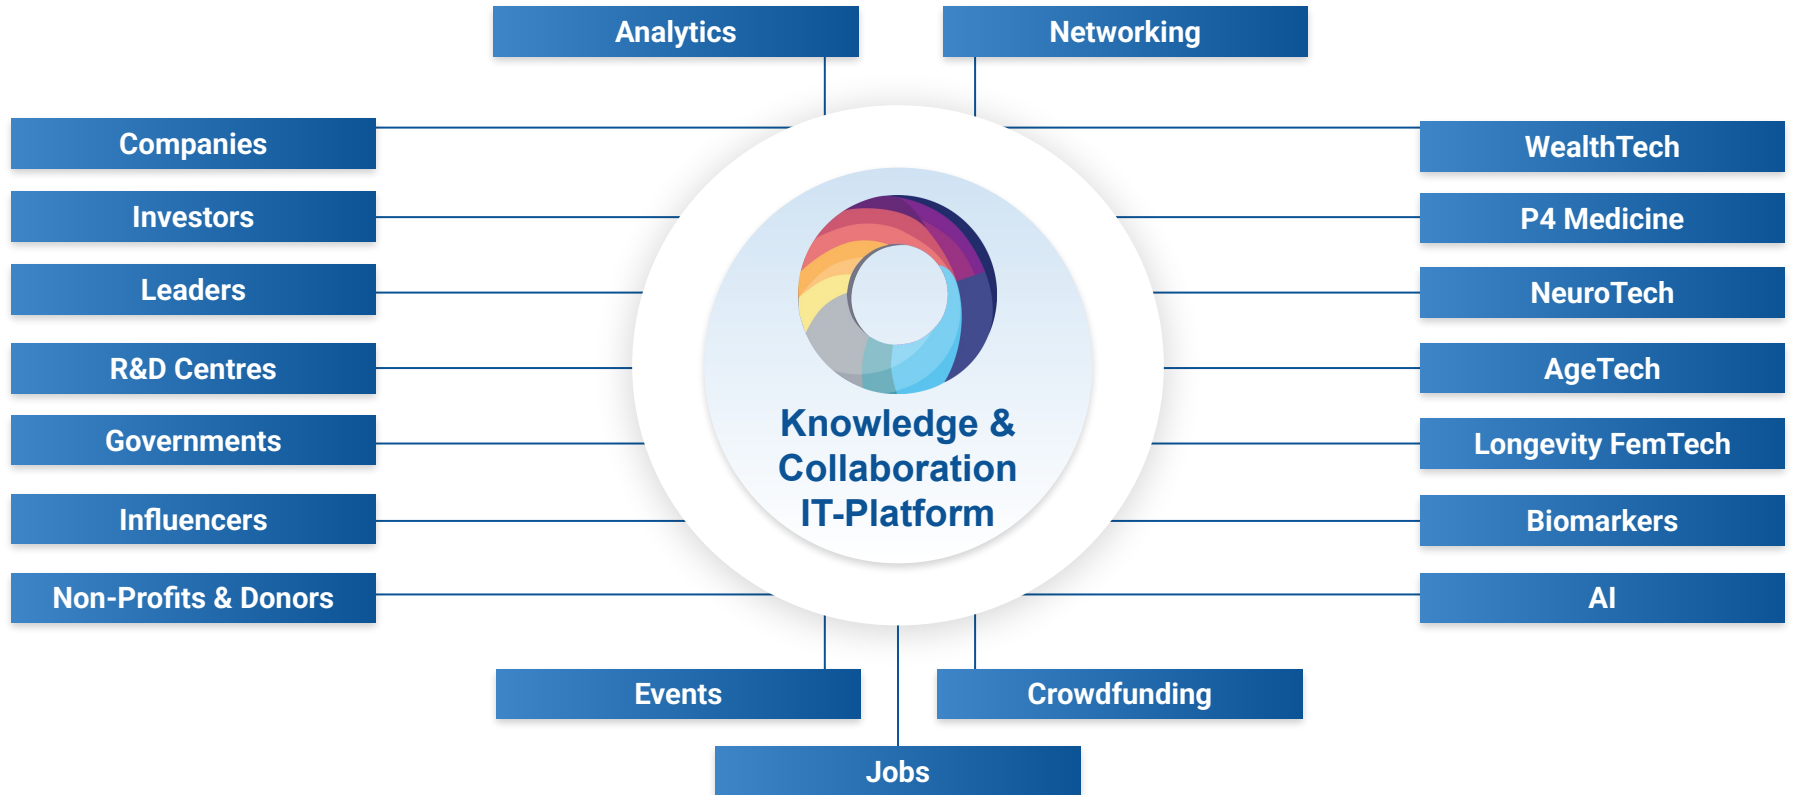 Analytics
Networking
Companies
Investors
Leaders
R&D Centres
Governments
Influencers
Non-Profits & Donors
Knowledge &
Collaboration
IT-Platform
WealthTech
P4 Medicine
NeuroTech
AgeTech
Longevity FemTech
Biomarkers
AI
Events
Crowdfunding
Jobs